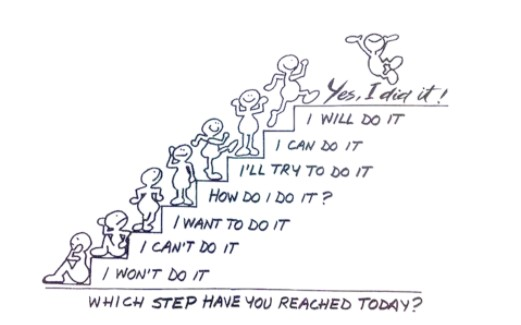 Yes, I did it!
I WILL DO IT
I CAN DO IT
I'LL TRY TO DO IT
HOW DO I DO IT?
I WANT TO DO IT
I CAN'T DO IT
I WON'T DO IT
WHICH STEP HAVE YOU REACHED TODAY?